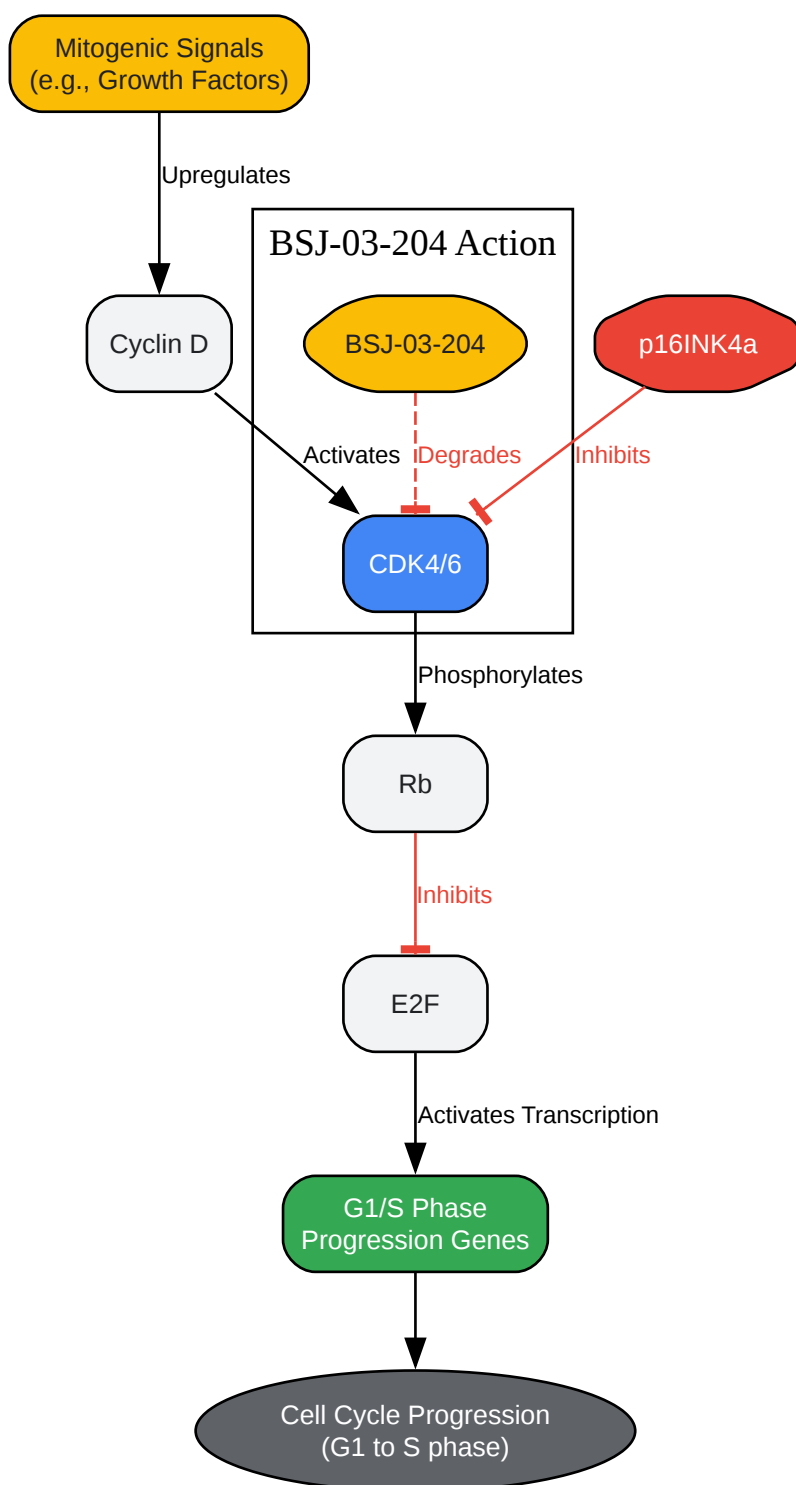 Mitogenic Signals
(e.g., Growth Factors)
Upregulates
BSJ-03-204 Action
Cyclin D
BSJ-03-204
p16INK4a
Activates
Degrades
Inhibits
CDK4/6
Phosphorylates
Rb
Inhibits
E2F
Activates Transcription
G1/S Phase
Progression Genes
Cell Cycle Progression
(G1 to S phase)